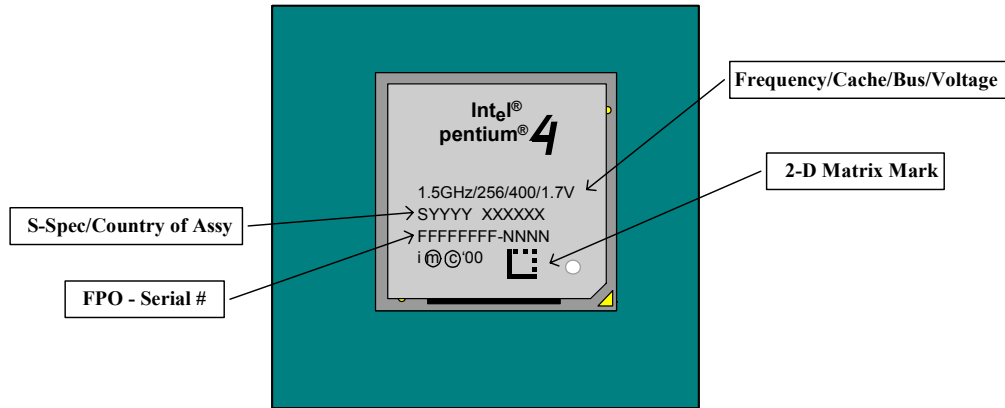 Frequency/Cache/Bus/Voltage
Intel®
pentium® 4
2-D Matrix Mark
1.5GHz/256/400/1.7V
S-Spec/Country of Assy
SYYYY XXXXXX
FFFFFFFF-NNNN
i ⓜ ©'00
FPO - Serial #